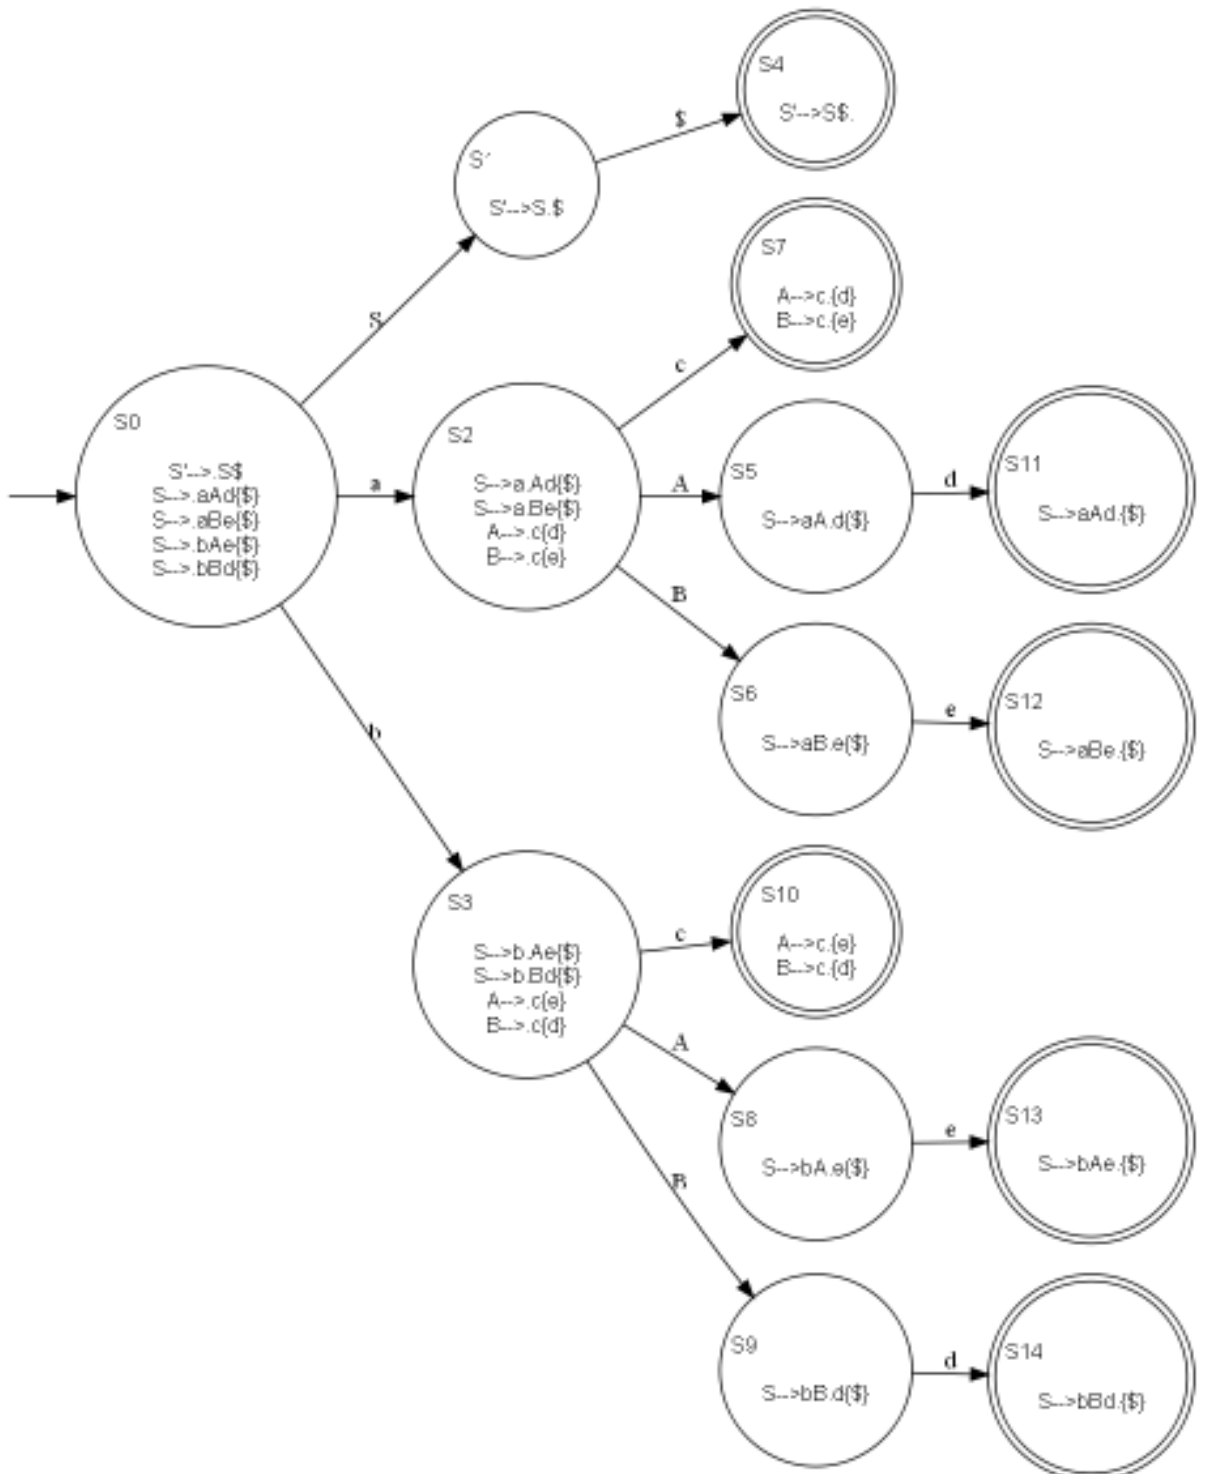 S4
S'-->S$.
$
S'
S'-->S.$
S7
A-->c.{d}
B-->c.{e}
S
c
S0
S'-->.S$
S-->.aAd{$}
S-->.aBe{$}
S-->.bAe{$}
S-->.bBd{$}
a
S2
S-->a.Ad{$}
S-->a.Be{$}
A-->.c{d}
B-->.c{e}
A
S5
S-->aA.d{$}
d
S11
S-->aAd.{$}
B
S6
S-->aB.e{$}
e
S12
S-->aBe.{$}
b
S3
S-->b.Ae{$}
S-->b.Bd{$}
A-->.c{e}
B-->.c{d}
c
S10
A-->c.{e}
B-->c.{d}
A
S8
S-->bA.e{$}
e
S13
S-->bAe.{$}
B
S9
S-->bB.d{$}
d
S14
S-->bBd.{$}